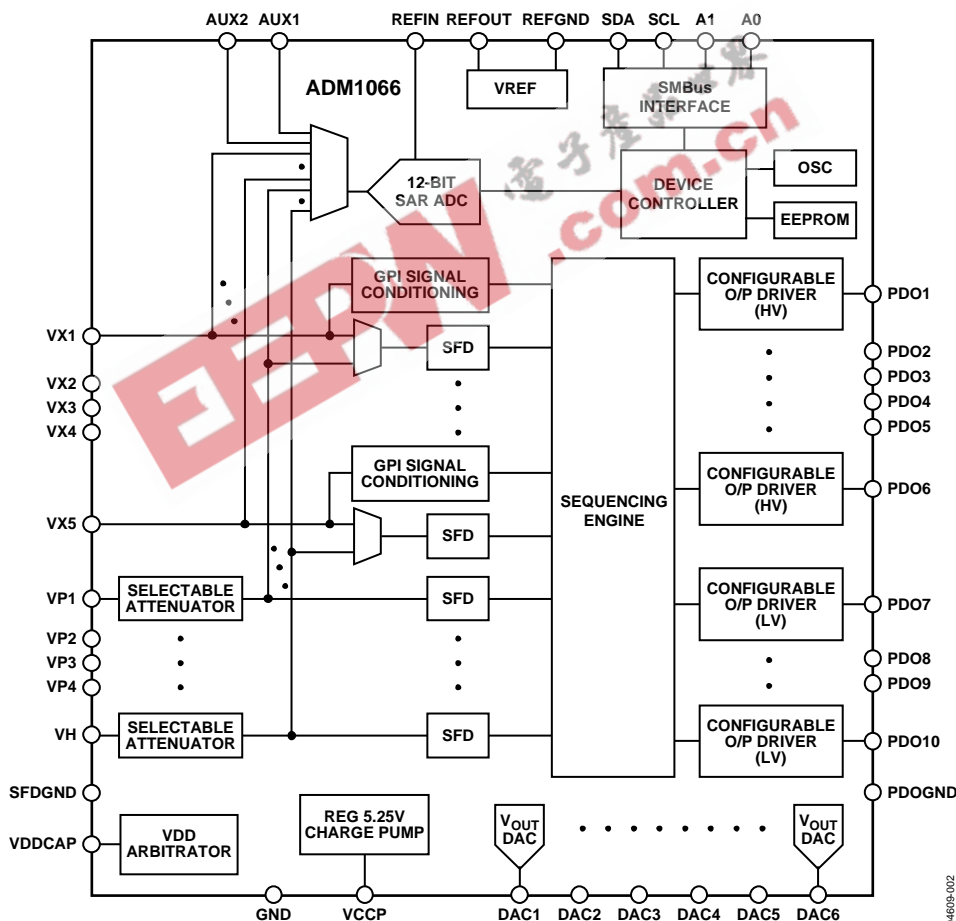 AUX2 AUX1 REFIN REFOUT REFGND SDA SCL A1 A0
ADM1066
VREF
SMBus
INTERFACE
12-BIT
SAR ADC
DEVICE
CONTROLLER
OSC
EEPROM
電子產品世界
EEPW.com.cn
GPI SIGNAL
CONDITIONING
CONFIGURABLE
O/P DRIVER
(HV)
PDO1
VX1
SFD
PDO2
VX2
PDO3
VX3
PDO4
VX4
PDO5
GPI SIGNAL
CONDITIONING
CONFIGURABLE
O/P DRIVER
(HV)
PDO6
SEQUENCING
ENGINE
VX5
SFD
VP1
SELECTABLE
ATTENUATOR
SFD
CONFIGURABLE
O/P DRIVER
(LV)
PDO7
VP2
VP3
VP4
PDO8
PDO9
VH
SELECTABLE
ATTENUATOR
SFD
CONFIGURABLE
O/P DRIVER
(LV)
PDO10
SFDGND
PDOGND
VDDCAP
VDD
ARBITRATOR
REG 5.25V
CHARGE PUMP
VOUT
DAC
VOUT
DAC
GND VCCP DAC1 DAC2 DAC3 DAC4 DAC5 DAC6